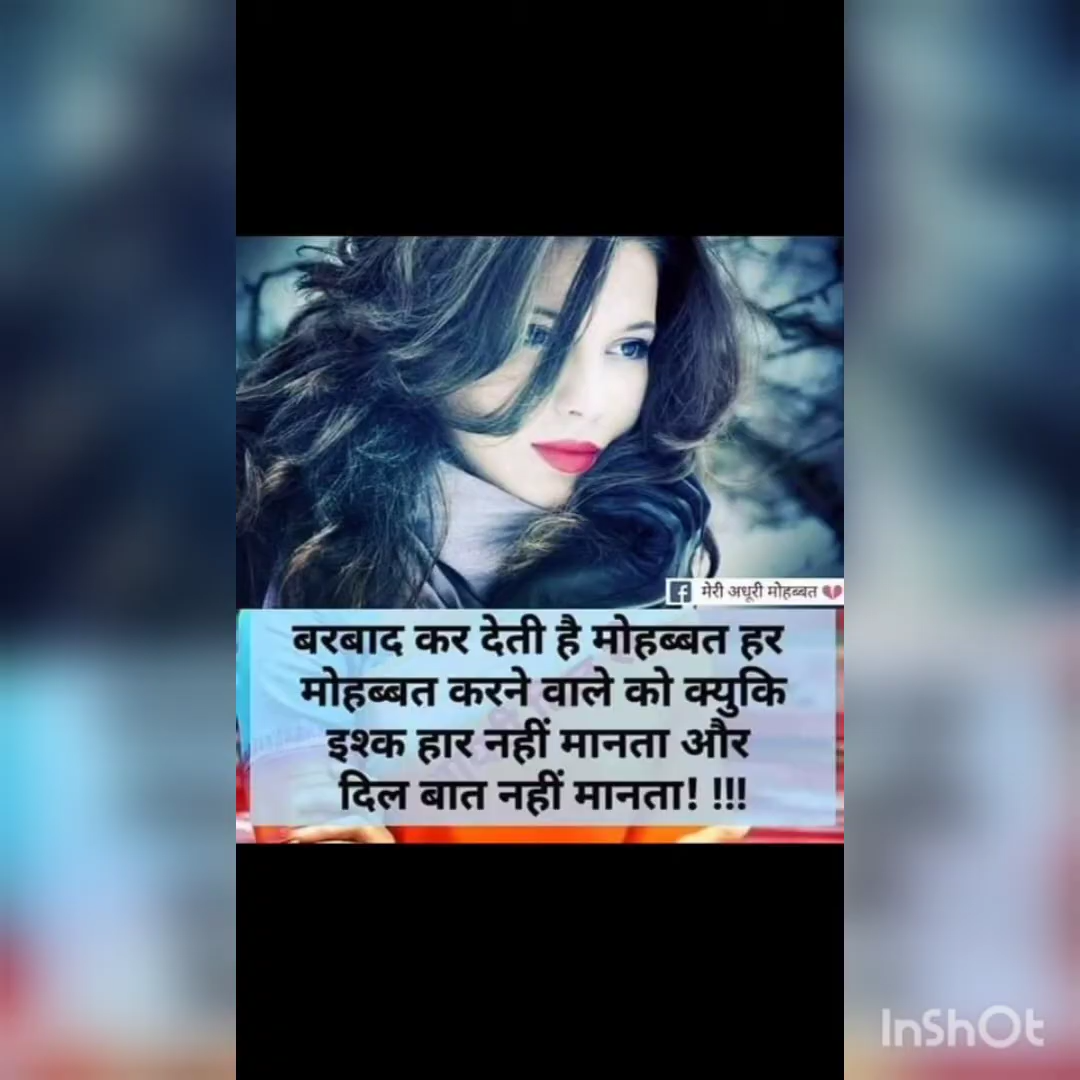 मेरी अधूरी मोहब्बत 💔
बरबाद कर देती है मोहब्बत हर
मोहब्बत करने वाले को क्युकि
इश्क हार नहीं मानता और
दिल बात नहीं मानता! !!!
InShOt